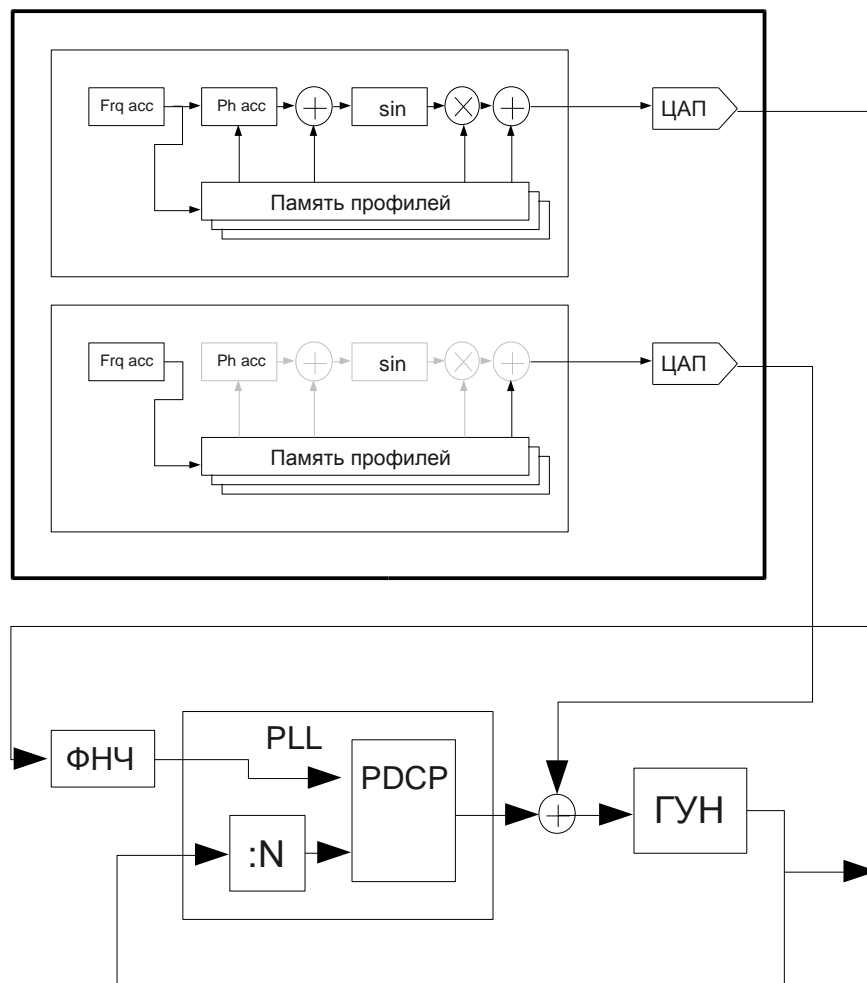 Frq acc
Ph acc
sin
ЦАП
Память профилей
Frq acc
Ph acc
sin
ЦАП
Память профилей
ФНЧ
PLL
PDCP
:N
ГУН